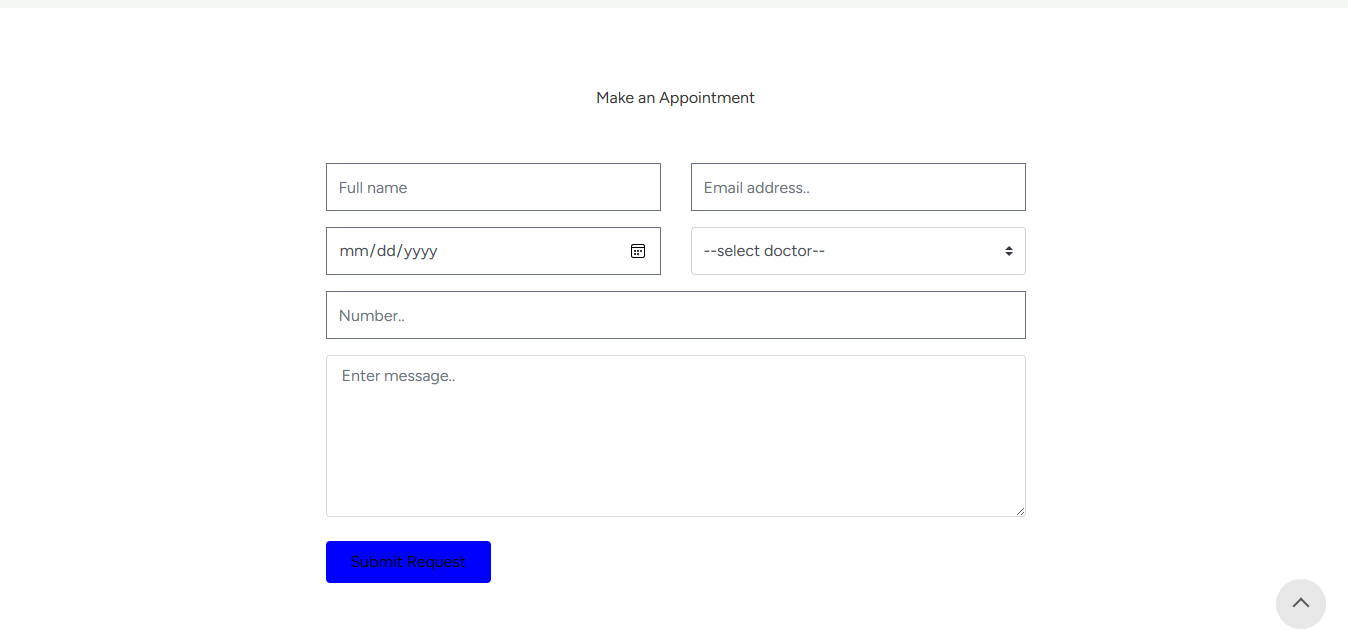 Make an Appointment
Full name
Email address..
mm/dd/yyyy
--select doctor--
Number..
Enter message..
Submit Request